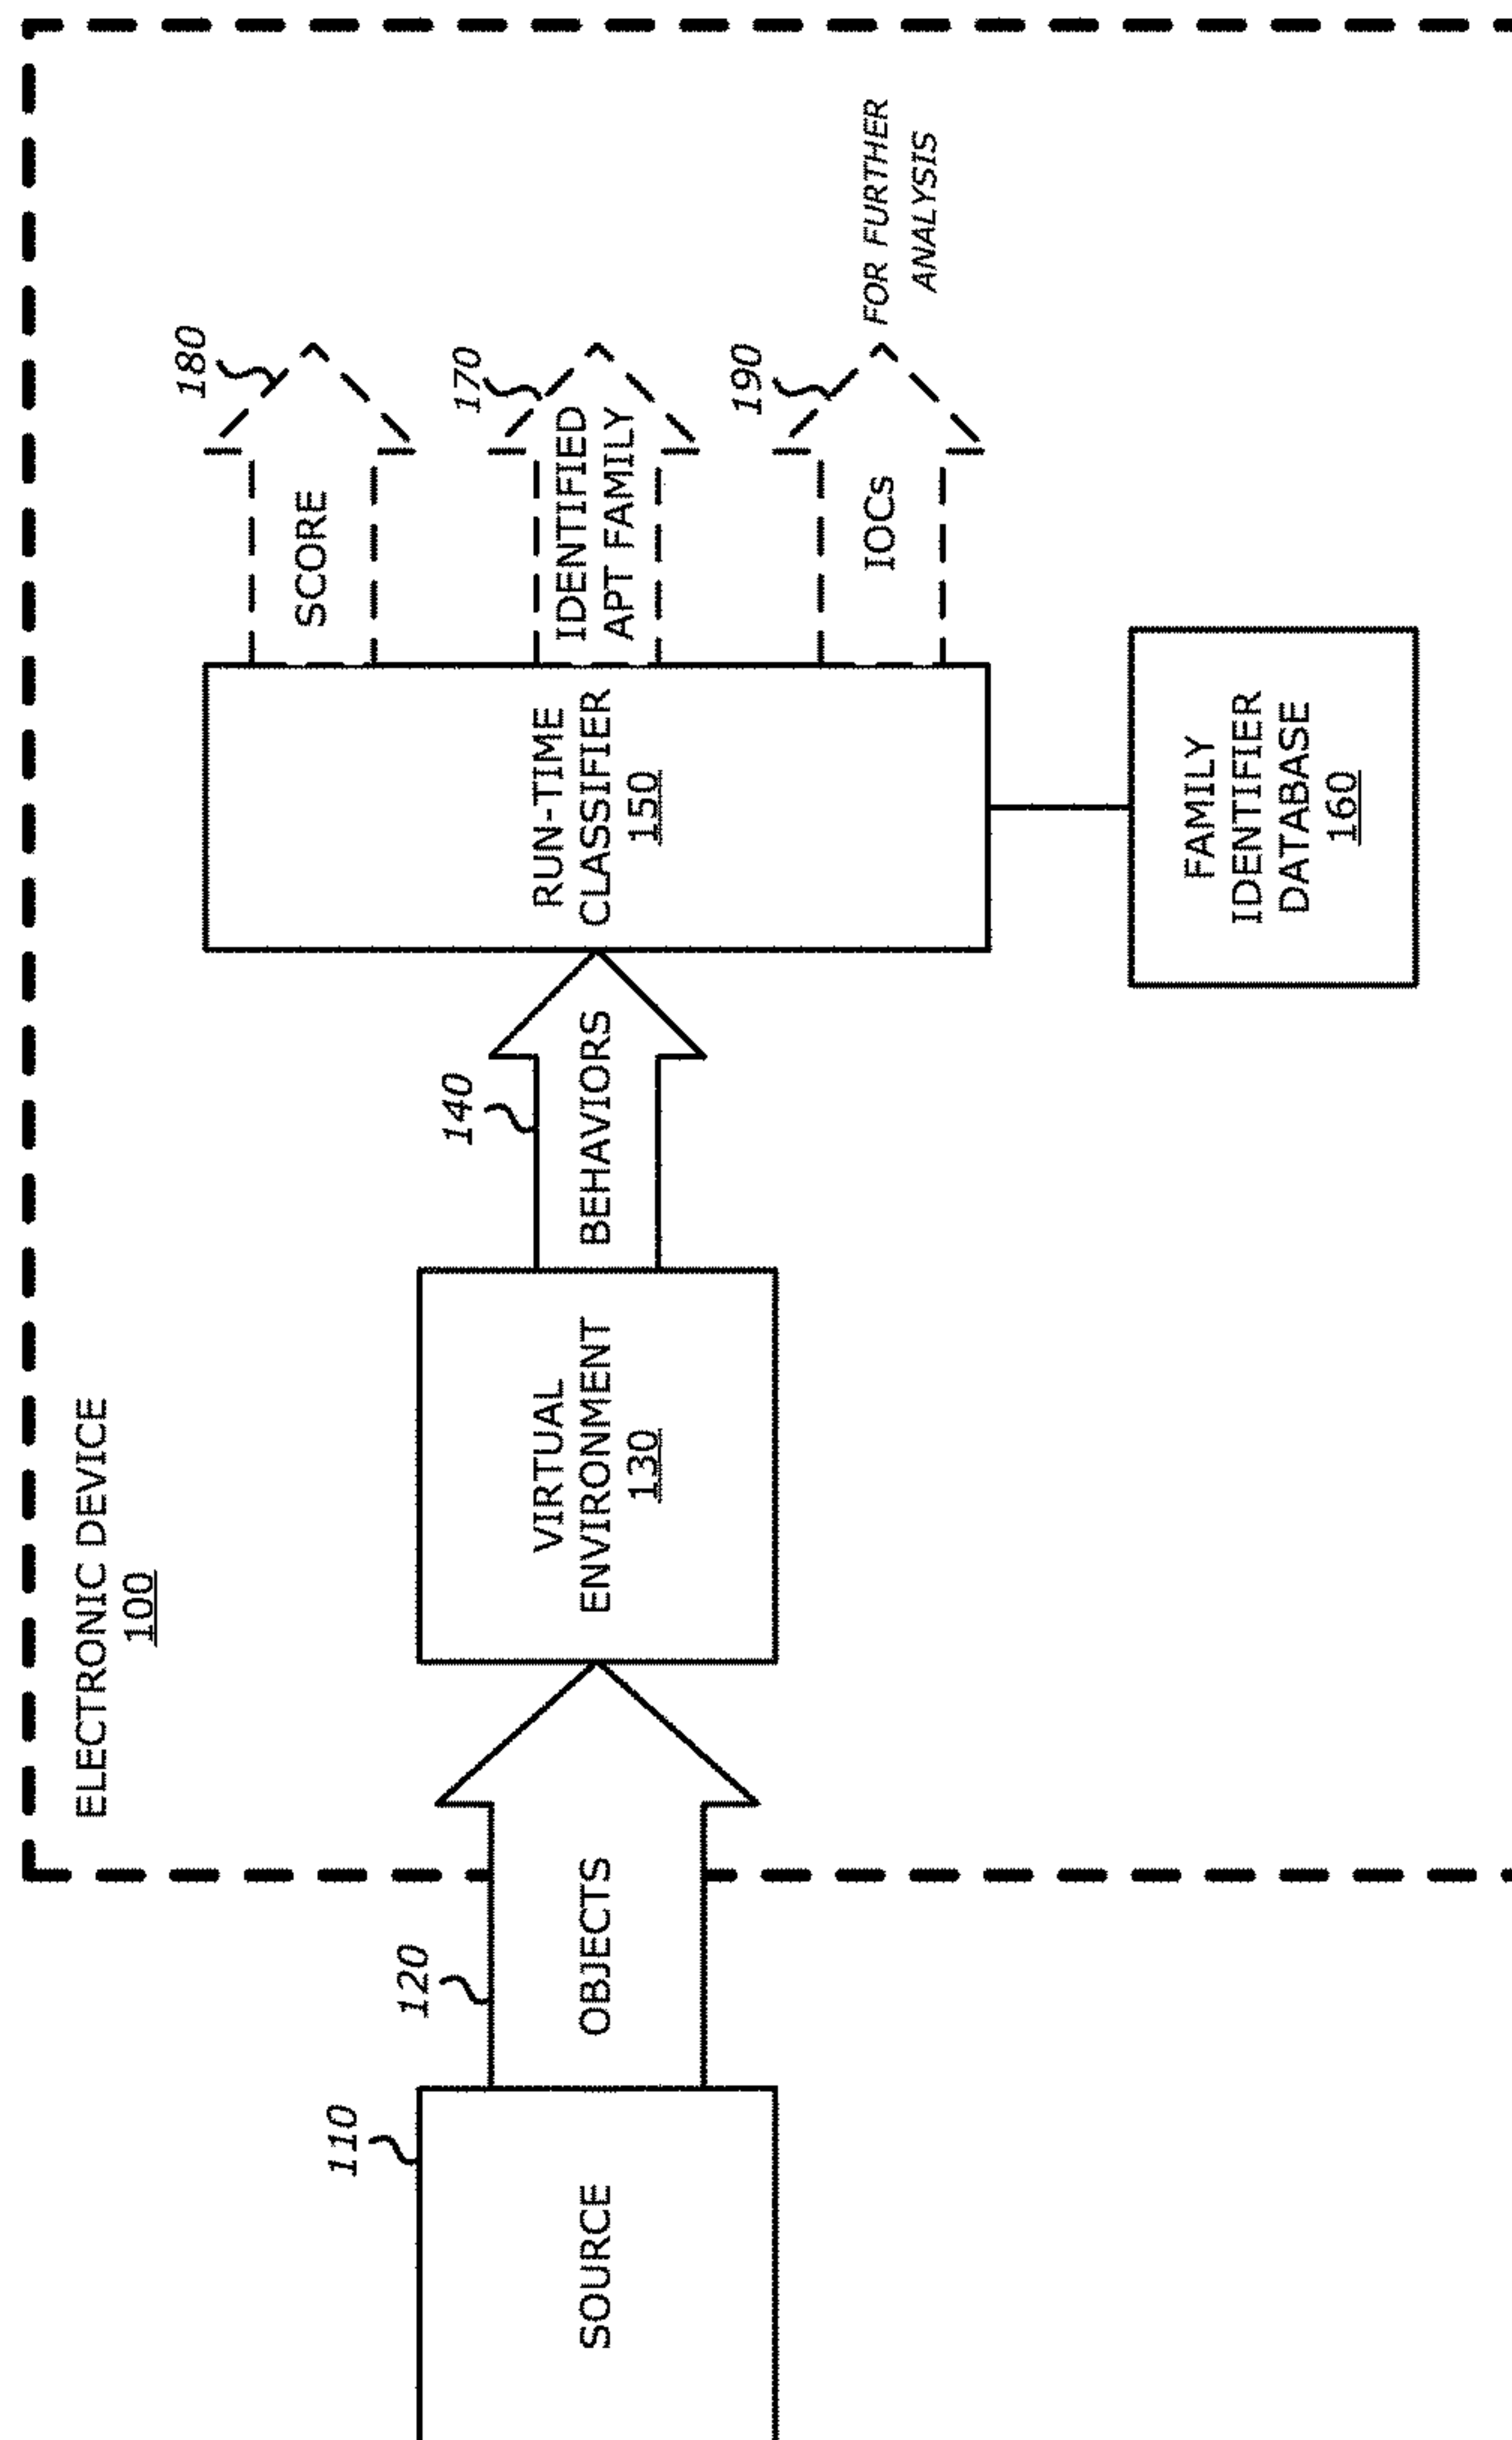 ELECTRONIC DEVICE
100
110
SOURCE
120
OBJECTS
VIRTUAL
ENVIRONMENT
130
140
BEHAVIORS
RUN-TIME
CLASSIFIER
150
180
SCORE
170
IDENTIFIED
APT FAMILY
190
IOCs
FOR FURTHER
ANALYSIS
FAMILY
IDENTIFIER
DATABASE
160